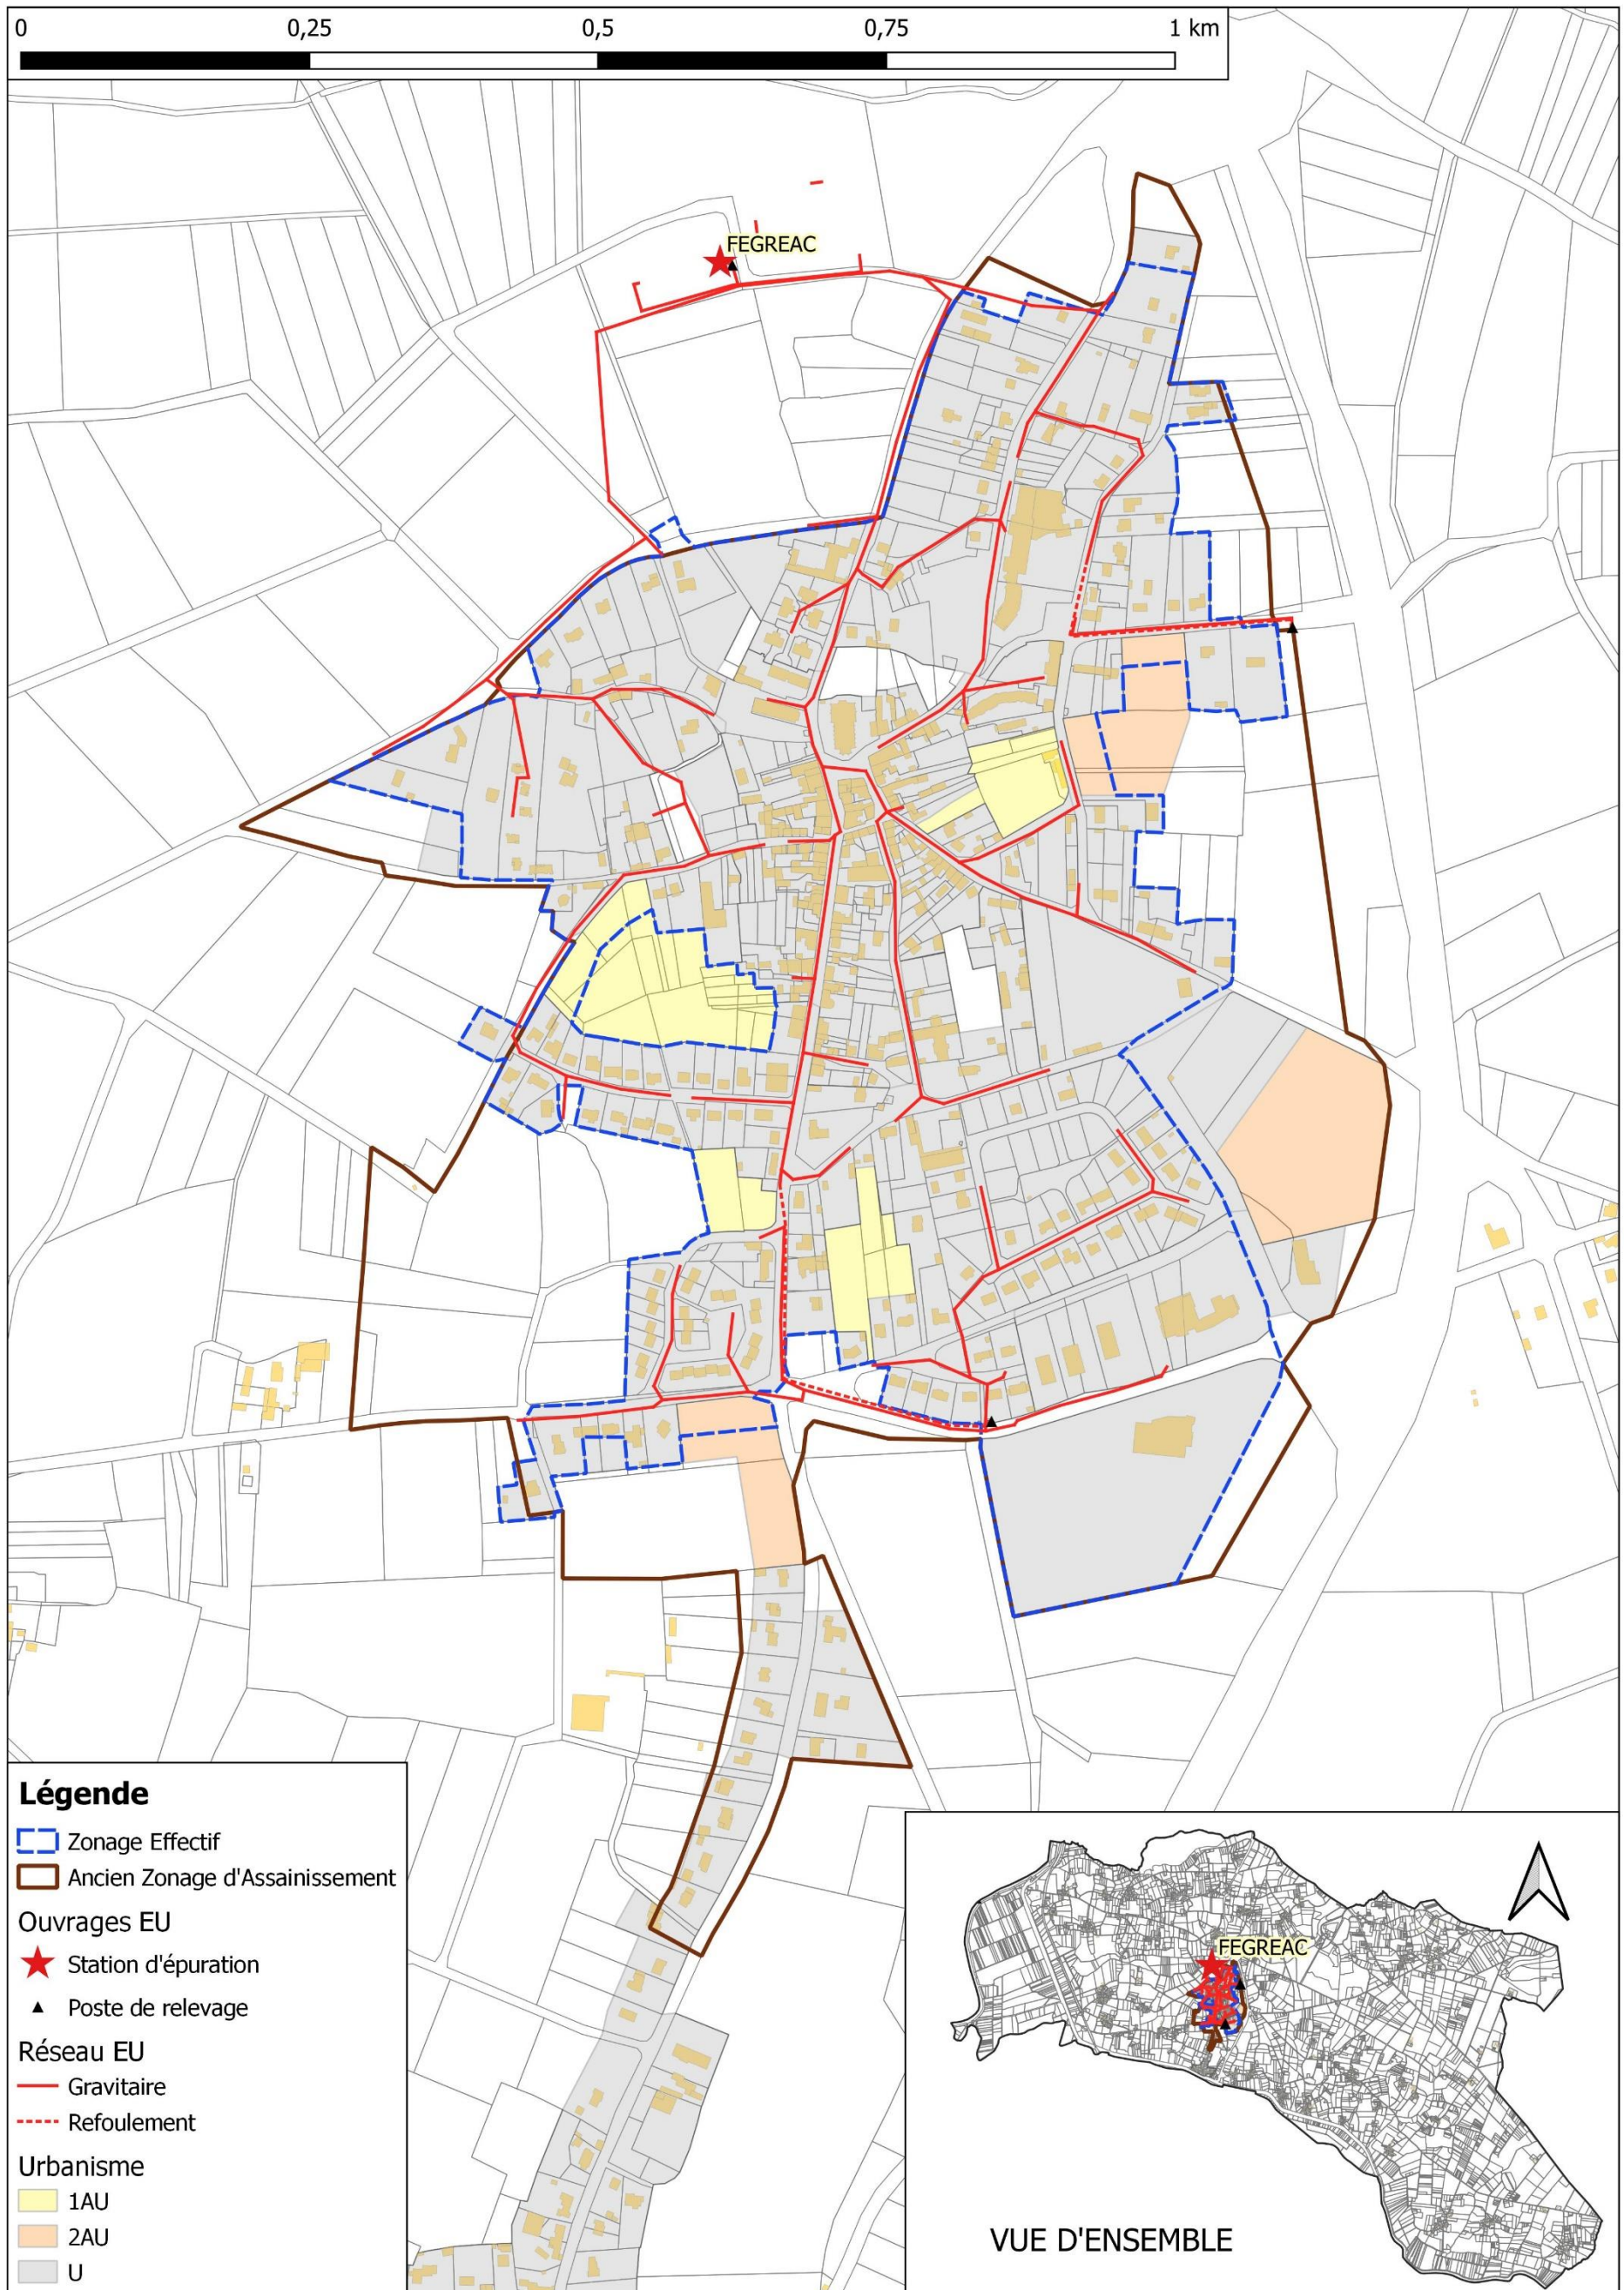 0 0,25 0,5 0,75 1 km
FEGREAC
Légende
Zonage Effectif
Ancien Zonage d'Assainissement
Ouvrages EU
Station d'épuration
Poste de relevage
Réseau EU
Gravitaire
Refoulement
Urbanisme
1AU
2AU
U
FEGREAC
VUE D'ENSEMBLE